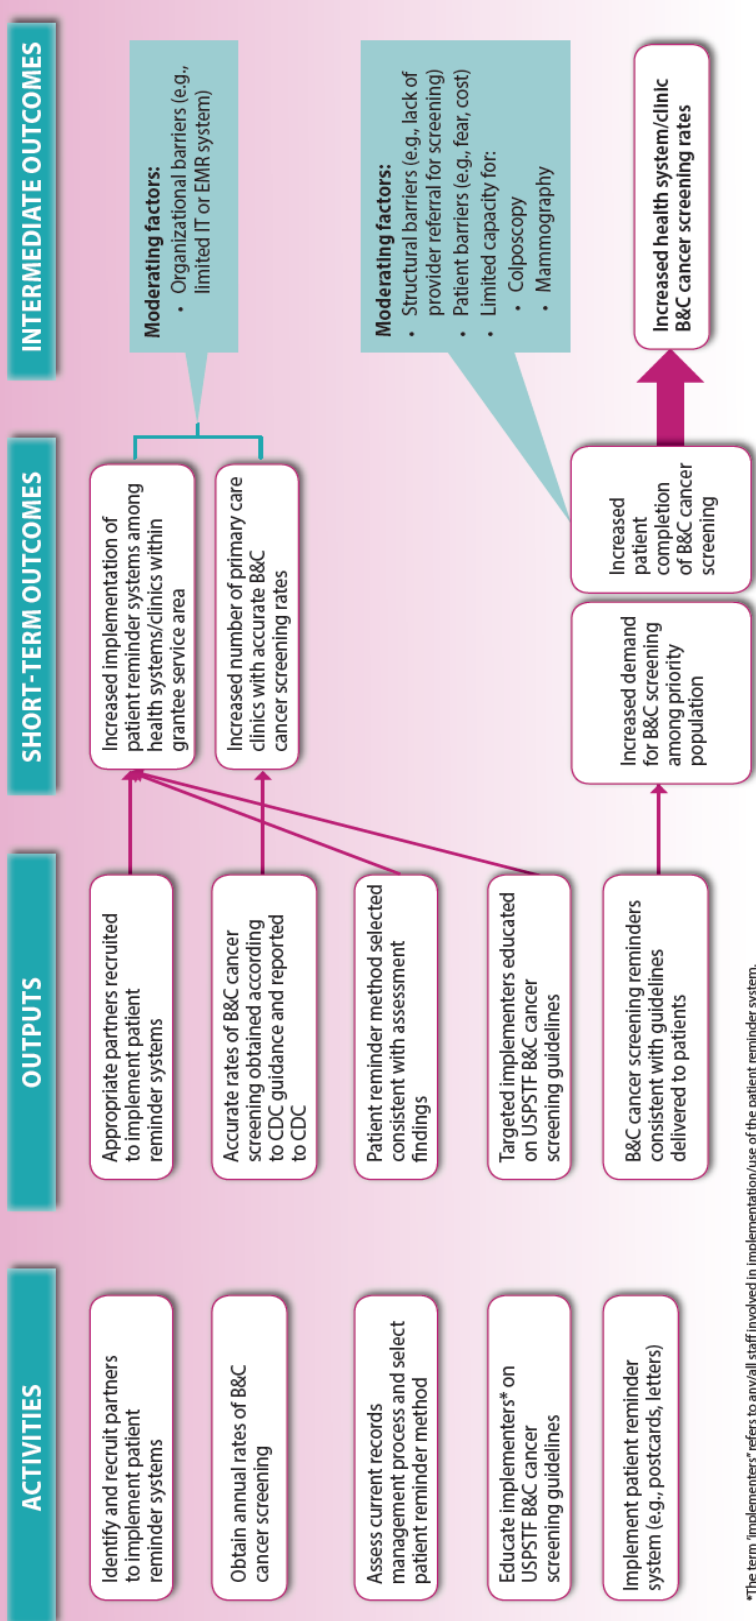 ACTIVITIES
Identify and recruit partners
to implement patient
reminder systems
Obtain annual rates of B&C
cancer screening
Assess current records
management process and select
patient reminder method
Educate implementers* on
USPSTF B&C cancer
screening guidelines
Implement patient reminder
system (e.g., postcards, letters)
OUTPUTS
Appropriate partners recruited
to implement patient
reminder systems
Accurate rates of B&C cancer
screening obtained according
to CDC guidance and reported
to CDC
Patient reminder method selected
consistent with assessment
findings
Targeted implementers educated
on USPSTF B&C cancer
screening guidelines
B&C cancer screening reminders
consistent with guidelines
delivered to patients
SHORT-TERM OUTCOMES
Increased implementation of
patient reminder systems among
health systems/clinics within
grantee service area
Increased number of primary care
clinics with accurate B&C
cancer screening rates
Increased demand
for B&C screening
among priority
population
Increased
patient
completion
of B&C cancer
screening
INTERMEDIATE OUTCOMES
Moderating factors:
• Organizational barriers (e.g.,
limited IT or EMR system)
Moderating factors:
• Structural barriers (e.g., lack of
provider referral for screening)
• Patient barriers (e.g., fear, cost)
• Limited capacity for:
• Colposcopy
• Mammography
Increased health system/clinic
B&C cancer screening rates
*The term "implementers" refers to any/all staff involved in implementation/use of the patient reminder system.